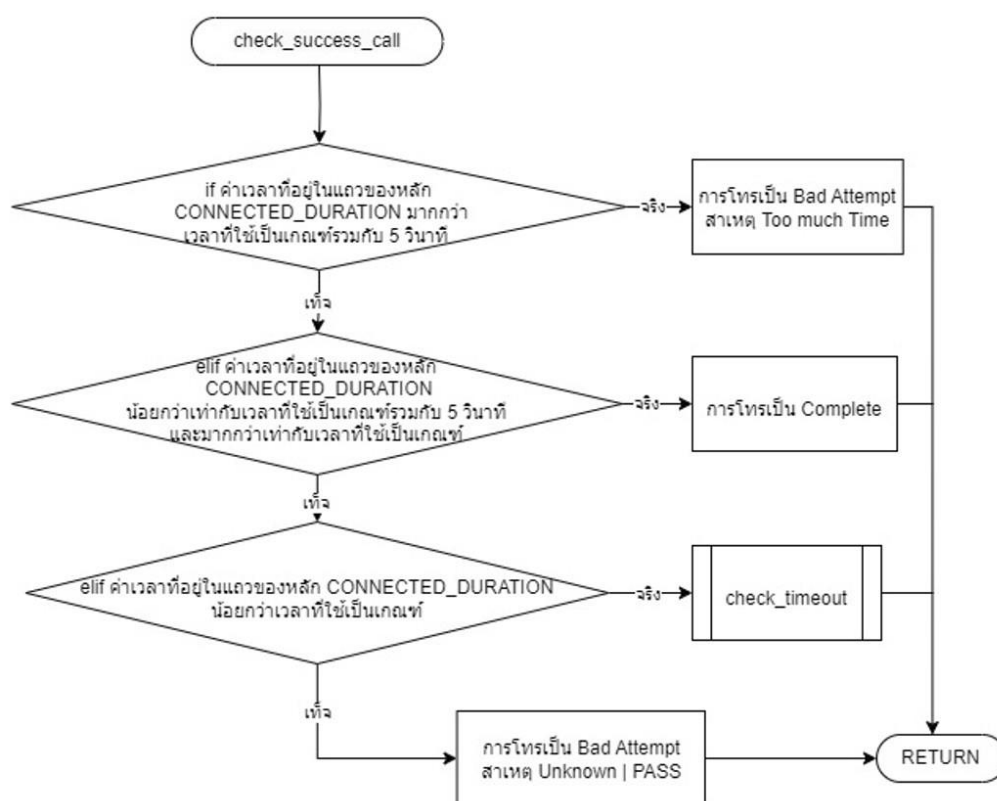 check_success_call
if ค่าเวลาที่อยู่ในแถวของหลัก
CONNECTED_DURATION มากกว่า
เวลาที่ใช้เป็นเกณฑ์รวมกับ 5 วินาที
จริง
การโทรเป็น Bad Attempt
สาเหตุ Too much Time
เท็จ
elif ค่าเวลาที่อยู่ในแถวของหลัก
CONNECTED_DURATION
น้อยกว่าเท่ากับเวลาที่ใช้เป็นเกณฑ์รวมกับ 5 วินาที
และมากกว่าเท่ากับเวลาที่ใช้เป็นเกณฑ์
จริง
การโทรเป็น Complete
เท็จ
elif ค่าเวลาที่อยู่ในแถวของหลัก CONNECTED_DURATION
น้อยกว่าเวลาที่ใช้เป็นเกณฑ์
จริง
check_timeout
เท็จ
การโทรเป็น Bad Attempt
สาเหตุ Unknown | PASS
RETURN